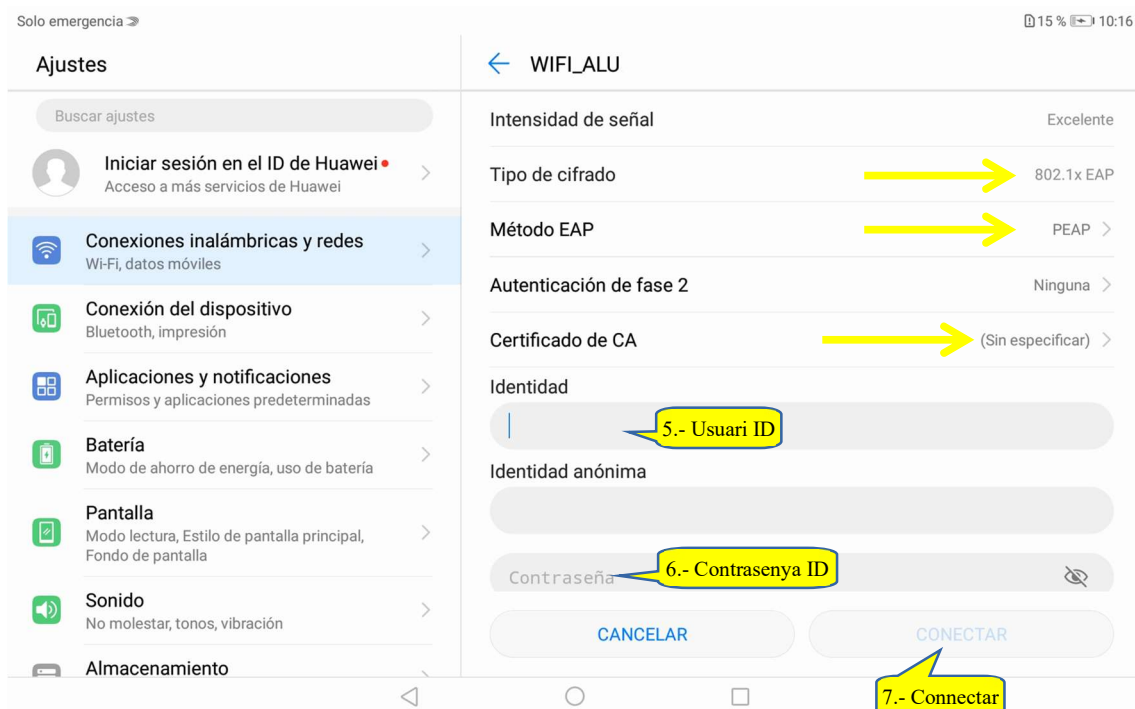 Solo emergencia
15 % 10:16
Ajustes
Buscar ajustes
Iniciar sesión en el ID de Huawei
Acceso a más servicios de Huawei
Conexiones inalámbricas y redes
Wi-Fi, datos móviles
Conexión del dispositivo
Bluetooth, impresión
Aplicaciones y notificaciones
Permisos y aplicaciones predeterminadas
Batería
Modo de ahorro de energía, uso de batería
Pantalla
Modo lectura, Estilo de pantalla principal,
Fondo de pantalla
Sonido
No molestar, tonos, vibración
Almacenamiento
WIFI_ALU
Intensidad de señal Excelente
Tipo de cifrado 802.1x EAP
Método EAP PEAP
Autenticación de fase 2 Ninguna
Certificado de CA (Sin especificar)
Identidad
5.- Usuari ID
Identidad anónima
Contraseña 6.- Contrasenya ID
CANCELAR CONECTAR
7.- Connectar